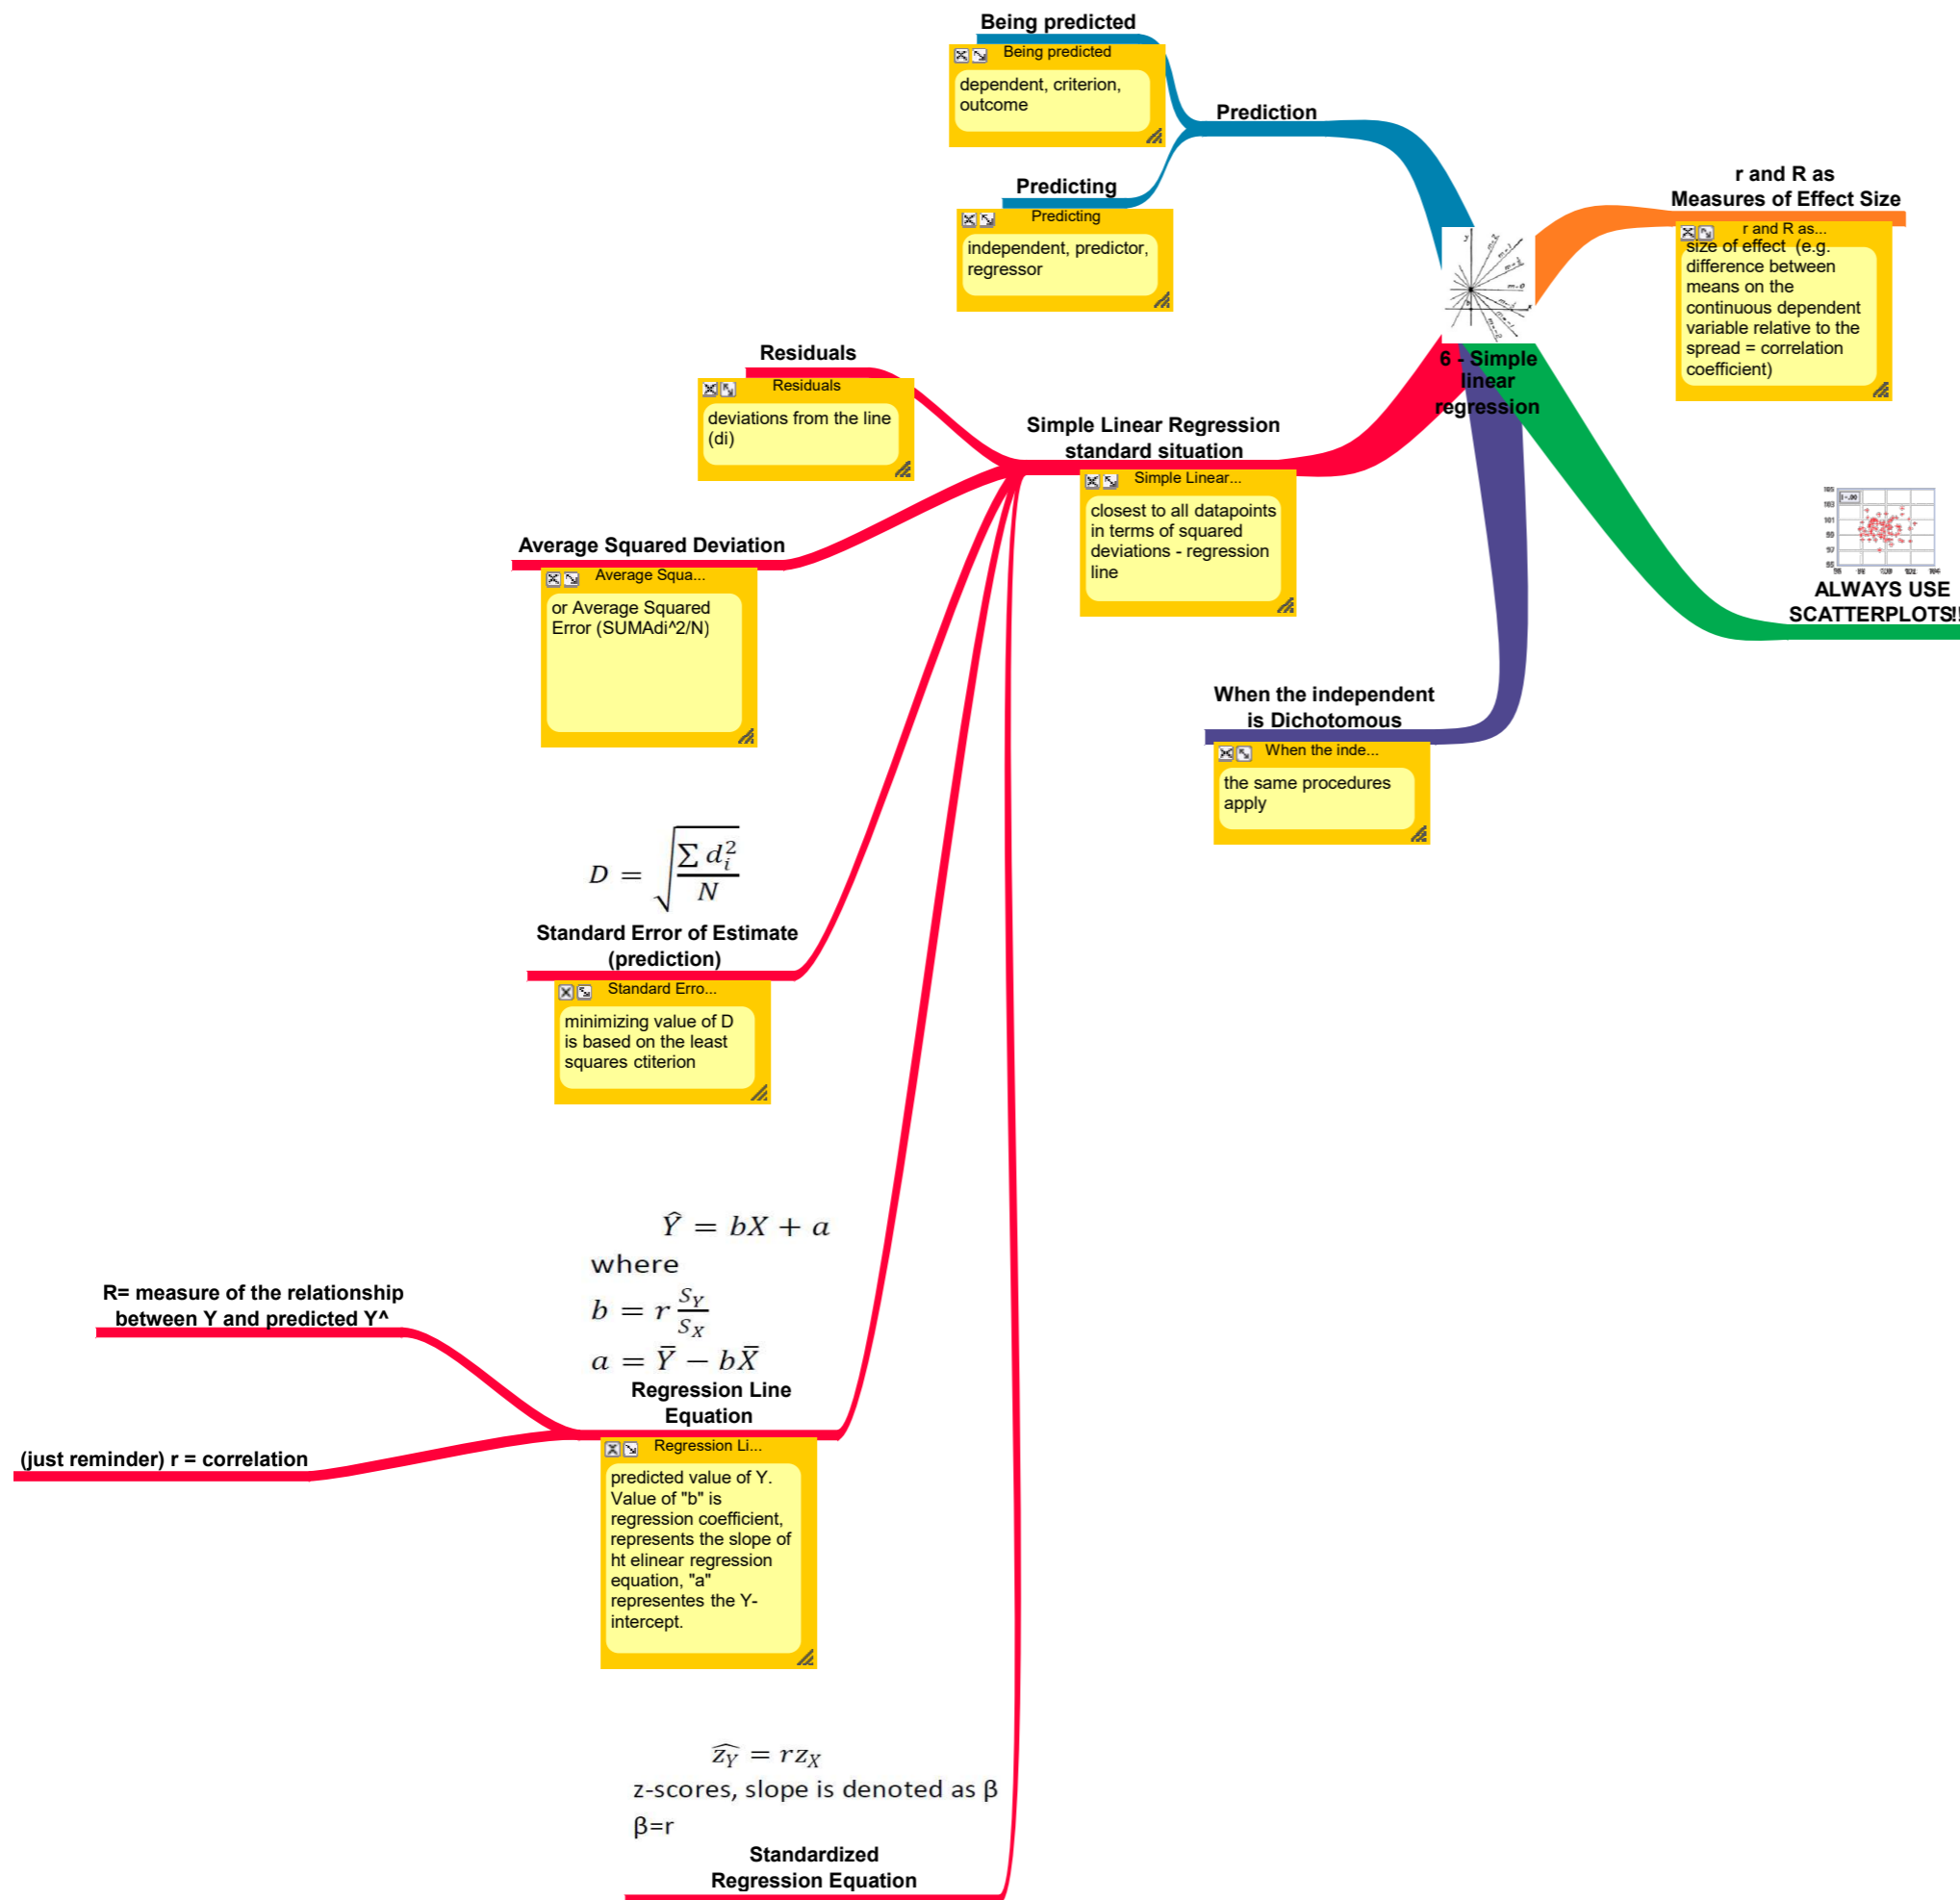 Being predicted
Being predicted
dependent, criterion,
outcome
Prediction
Predicting
Predicting
independent, predictor,
regressor
r and R as
Measures of Effect Size
r and R as...
size of effect  (e.g.
difference between
means on the
continuous dependent
variable relative to the
spread = correlation
coefficient)
6 - Simple
linear
regression
Residuals
Residuals
deviations from the line
(di)
Simple Linear Regression
standard situation
Simple Linear...
closest to all datapoints
in terms of squared
deviations - regression
line
Average Squared Deviation
Average Squa...
or Average Squared
Error (SUMAdi^2/N)
ALWAYS USE
SCATTERPLOTS!!
When the independent
is Dichotomous
When the inde...
the same procedures
apply
D = √(Σ d_i^2 / N)
Standard Error of Estimate
(prediction)
Standard Erro...
minimizing value of D
is based on the least
squares ctiterion
Ŷ = bX + a
where
b = r S_Y/S_X
a = Ȳ − bX̄
Regression Line
Equation
Regression Li...
predicted value of Y.
Value of "b" is
regression coefficient,
represents the slope of
ht elinear regression
equation, "a"
representes the Y-
intercept.
R= measure of the relationship
between Y and predicted Y^
(just reminder) r = correlation
ẑ_Y = rz_X
z-scores, slope is denoted as β
β=r
Standardized
Regression Equation